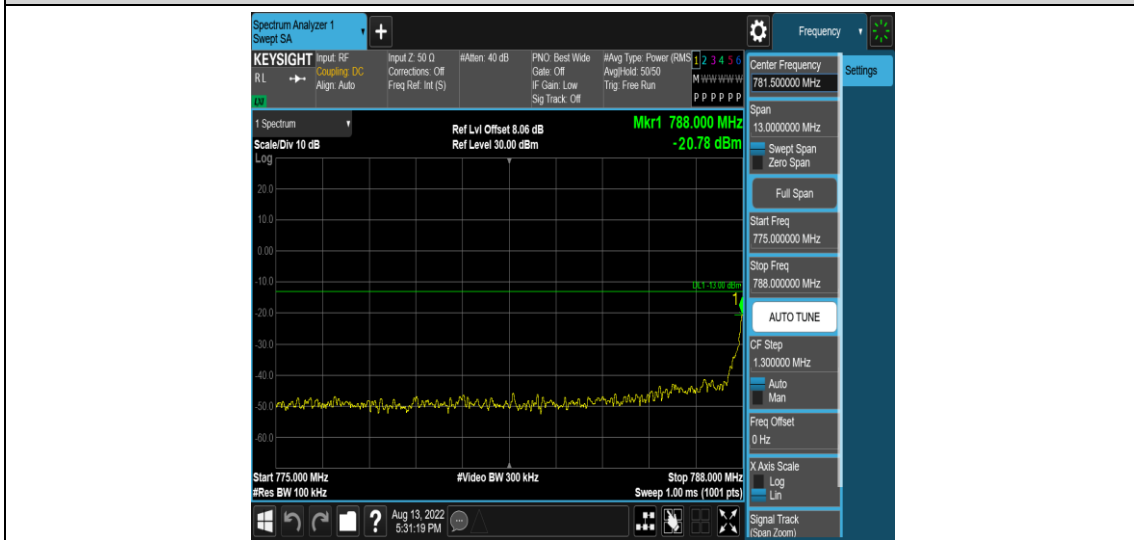 Spectrum Analyzer 1
Swept SA
+
Frequency
KEYSIGHT
RL
LXI
Input: RF
Coupling: DC
Align: Auto
Input Z: 50 Ω
Corrections: Off
Freq Ref: Int (S)
#Atten: 40 dB
PNO: Best Wide
Gate: Off
IF Gain: Low
Sig Track: Off
#Avg Type: Power (RMS
Avg|Hold: 50/50
Trig: Free Run
1 2 3 4 5 6
M W W W W W
P P P P P P
Center Frequency
781.500000 MHz
Settings
1 Spectrum
Scale/Div 10 dB
Ref Lvl Offset 8.06 dB
Ref Level 30.00 dBm
Mkr1 788.000 MHz
-20.78 dBm
Log
20.0
10.0
0.00
-10.0
-20.0
-30.0
-40.0
-50.0
-60.0
DL1 -13.00 dBm
1
Start 775.000 MHz
#Res BW 100 kHz
#Video BW 300 kHz
Stop 788.000 MHz
Sweep 1.00 ms (1001 pts)
Span
13.0000000 MHz
Swept Span
Zero Span
Full Span
Start Freq
775.000000 MHz
Stop Freq
788.000000 MHz
AUTO TUNE
CF Step
1.300000 MHz
Auto
Man
Freq Offset
0 Hz
X Axis Scale
Log
Lin
Signal Track
(Span Zoom)
?
Aug 13, 2022
5:31:19 PM